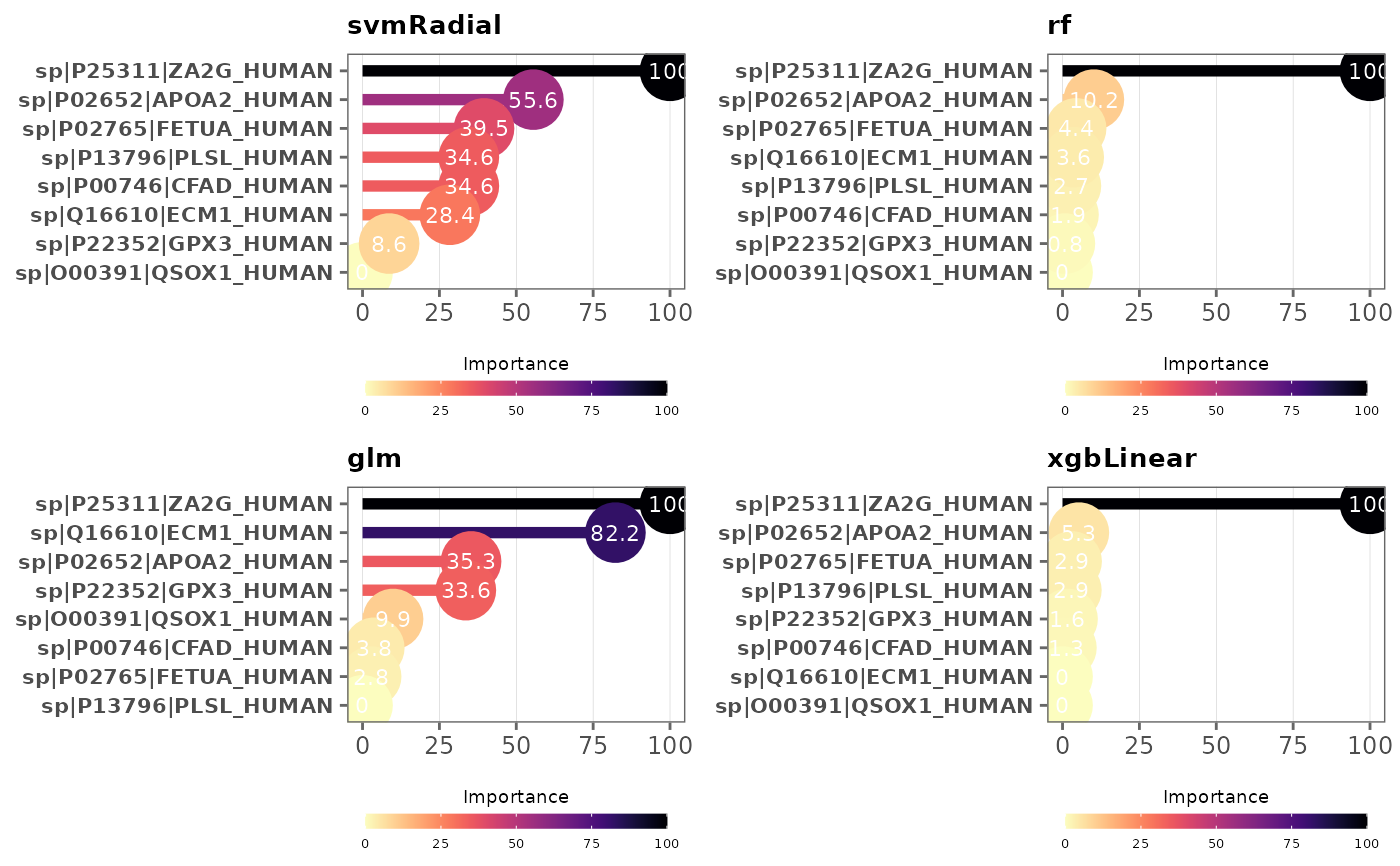 svmRadial
sp|P25311|ZA2G_HUMAN 100
sp|P02652|APOA2_HUMAN 55.6
sp|P02765|FETUA_HUMAN 39.5
sp|P13796|PLSL_HUMAN 34.6
sp|P00746|CFAD_HUMAN 34.6
sp|Q16610|ECM1_HUMAN 28.4
sp|P22352|GPX3_HUMAN 8.6
sp|O00391|QSOX1_HUMAN 0
0 25 50 75 100
Importance
0 25 50 75 100
rf
sp|P25311|ZA2G_HUMAN 100
sp|P02652|APOA2_HUMAN 10.2
sp|P02765|FETUA_HUMAN 4.4
sp|Q16610|ECM1_HUMAN 3.6
sp|P13796|PLSL_HUMAN 2.7
sp|P00746|CFAD_HUMAN 1.9
sp|P22352|GPX3_HUMAN 0.8
sp|O00391|QSOX1_HUMAN 0
0 25 50 75 100
Importance
0 25 50 75 100
glm
sp|P25311|ZA2G_HUMAN 100
sp|Q16610|ECM1_HUMAN 82.2
sp|P02652|APOA2_HUMAN 35.3
sp|P22352|GPX3_HUMAN 33.6
sp|O00391|QSOX1_HUMAN 9.9
sp|P00746|CFAD_HUMAN 3.8
sp|P02765|FETUA_HUMAN 2.8
sp|P13796|PLSL_HUMAN 0
0 25 50 75 100
Importance
0 25 50 75 100
xgbLinear
sp|P25311|ZA2G_HUMAN 100
sp|P02652|APOA2_HUMAN 5.3
sp|P02765|FETUA_HUMAN 2.9
sp|P13796|PLSL_HUMAN 2.9
sp|P22352|GPX3_HUMAN 1.6
sp|P00746|CFAD_HUMAN 1.3
sp|Q16610|ECM1_HUMAN 0
sp|O00391|QSOX1_HUMAN 0
0 25 50 75 100
Importance
0 25 50 75 100